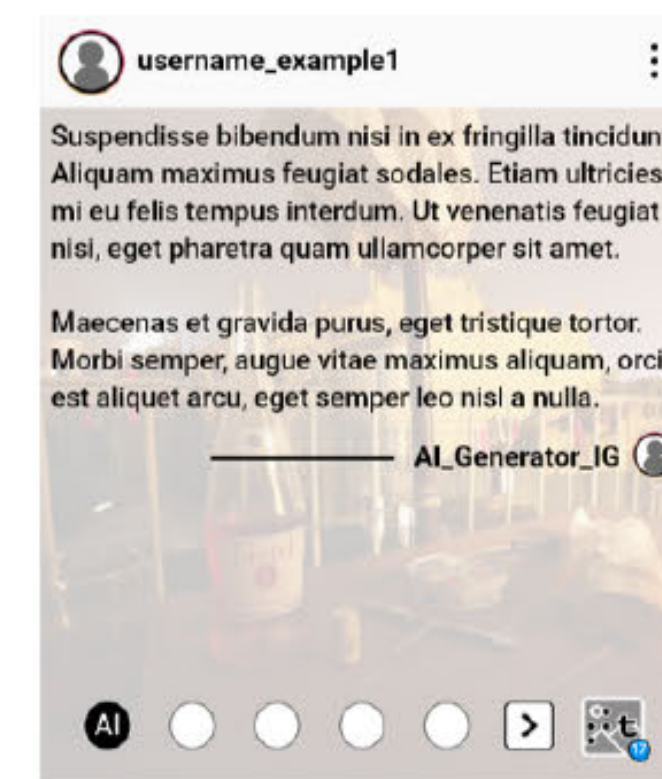 username_example1
Suspendisse bibendum nisi in ex fringilla
Aliquam maximus feugiat sodales. Etiam ultricies
mi eu felis tempus interdum. Ut venenatis feugiat
nisi, eget pharetra quam ullamcorper sit amet.
Maecenas et gravida purus, eget tristique tortor.
Morbi semper, augue vitae maximus aliquam, orci
est aliquet arcu, eget semper leo nisl a nulla.
AI_Generator_IG
AI
t
17